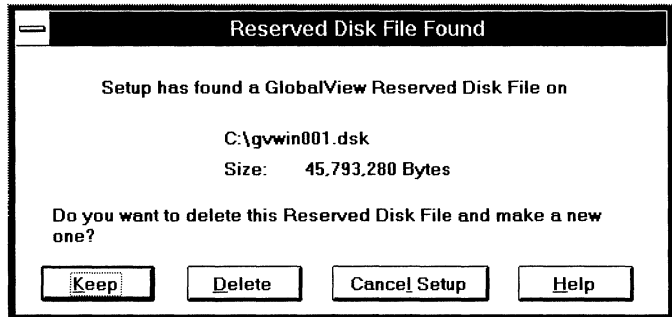 Reserved Disk File Found
Setup has found a GlobalView Reserved Disk File on
C:\gvwin001.dsk
Size: 45,793,280 Bytes
Do you want to delete this Reserved Disk File and make a new
one?
Keep Delete Cancel Setup Help